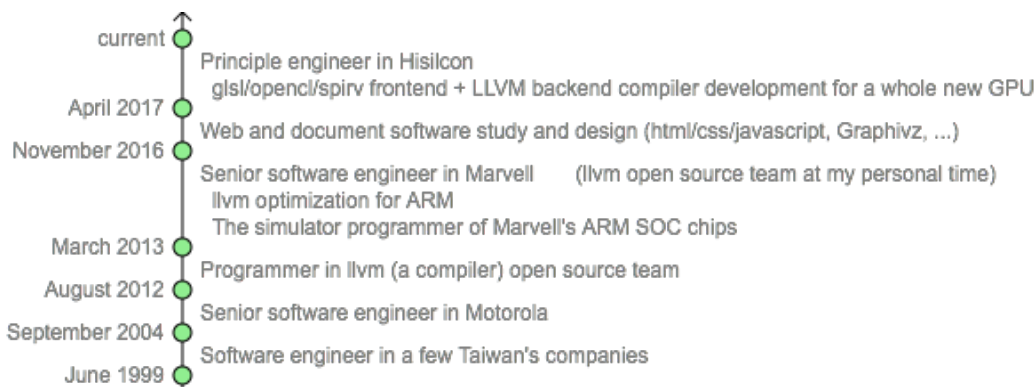 current
Principle engineer in Hisilcon
glsl/opencl/spirv frontend + LLVM backend compiler development for a whole new GPU
April 2017
Web and document software study and design (html/css/javascript, Graphivz, ...)
November 2016
Senior software engineer in Marvell (llvm open source team at my personal time)
llvm optimization for ARM
The simulator programmer of Marvell's ARM SOC chips
March 2013
Programmer in llvm (a compiler) open source team
August 2012
Senior software engineer in Motorola
September 2004
Software engineer in a few Taiwan's companies
June 1999